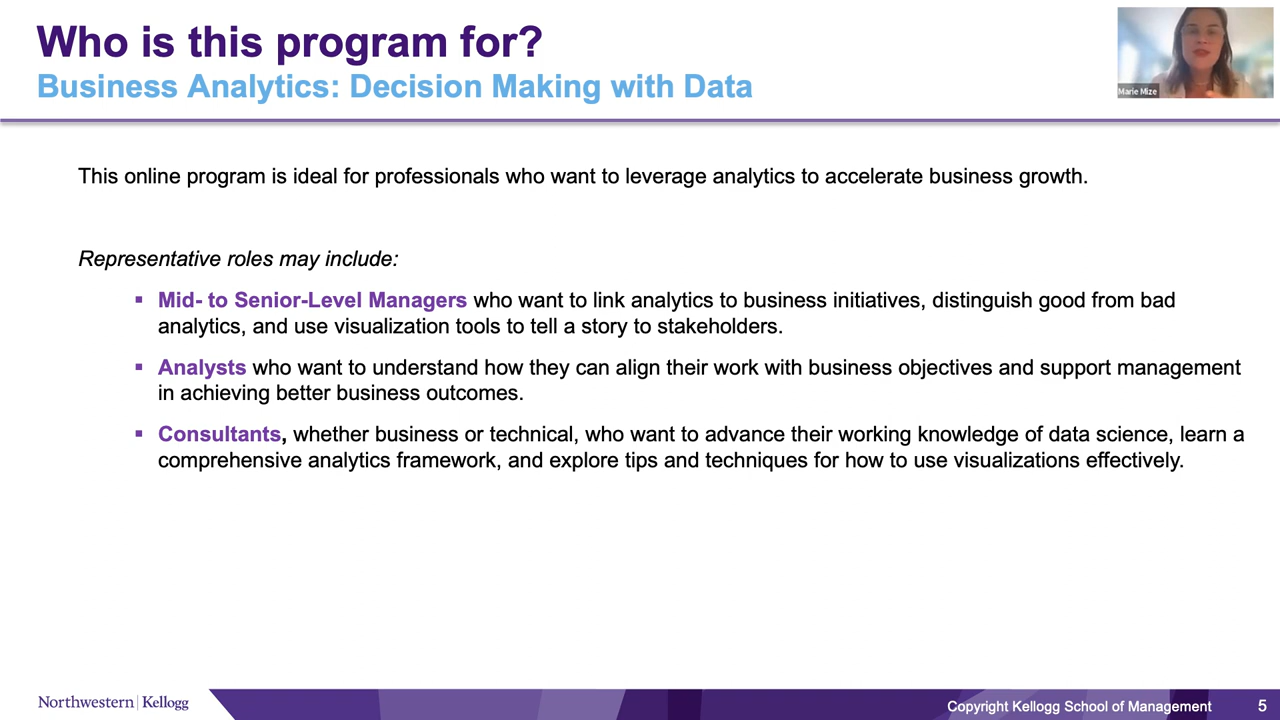 Who is this program for?
Business Analytics: Decision Making with Data
Marie Mize
This online program is ideal for professionals who want to leverage analytics to accelerate business growth.
Representative roles may include:
▪ Mid- to Senior-Level Managers who want to link analytics to business initiatives, distinguish good from bad
analytics, and use visualization tools to tell a story to stakeholders.
▪ Analysts who want to understand how they can align their work with business objectives and support management
in achieving better business outcomes.
▪ Consultants, whether business or technical, who want to advance their working knowledge of data science, learn a
comprehensive analytics framework, and explore tips and techniques for how to use visualizations effectively.
Northwestern | Kellogg
Copyright Kellogg School of Management 5